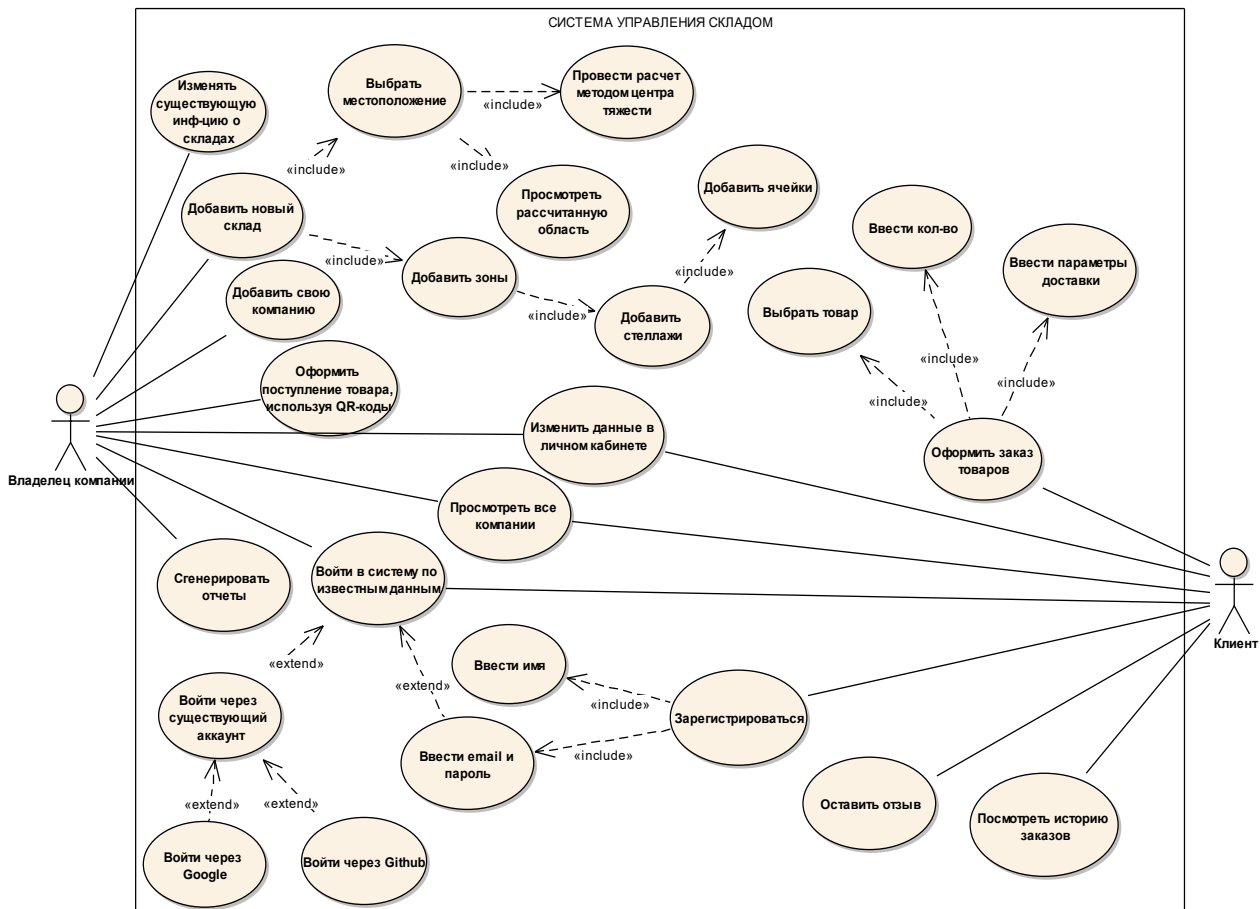 СИСТЕМА УПРАВЛЕНИЯ СКЛАДОМ
Изменять
существующую
инф-цию о
складах
Выбрать
местоположение
«include»
Провести расчет
методом центра
тяжести
«include»
«include»
Просмотреть
рассчитанную
область
Добавить новый
склад
«include»
Добавить зоны
«include»
Добавить
стеллажи
«include»
Добавить ячейки
Ввести кол-во
Ввести параметры
доставки
Выбрать товар
«include»
«include»
«include»
Оформить заказ
товаров
Добавить свою
компанию
Оформить
поступление товара,
используя QR-коды
Изменить данные в
личном кабинете
Владелец компании
Просмотреть все
компании
Сгенерировать
отчеты
Войти в систему по
известным данным
Клиент
«extend»
«extend»
Ввести имя
«include»
Зарегистрироваться
«include»
Войти через
существующий
аккаунт
Ввести email и
пароль
«extend»
«extend»
Войти через
Google
Войти через Github
Оставить отзыв
Посмотреть историю
заказов